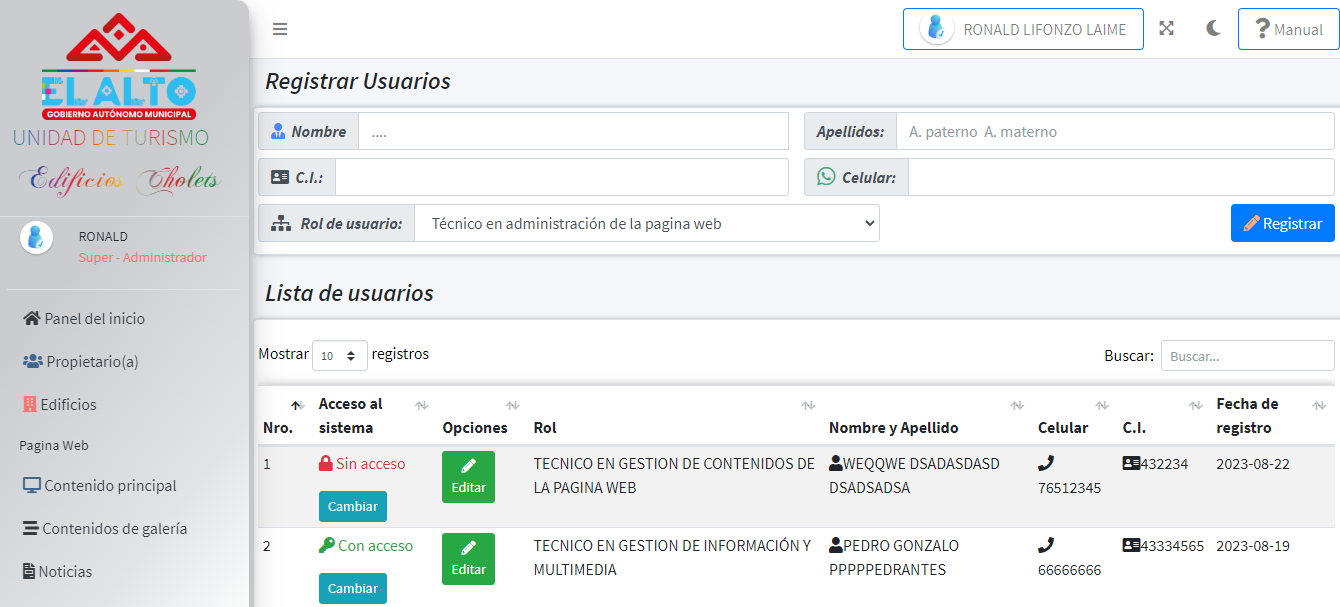 EL ALTO
GOBIERNO AUTÓNOMO MUNICIPAL
UNIDAD DE TURISMO
Edificios Cholets
RONALD
Super - Administrador
Panel del inicio
Propietario(a)
Edificios
Pagina Web
Contenido principal
Contenidos de galería
Noticias
RONALD LIFONZO LAIME
? Manual
Registrar Usuarios
Nombre ....
Apellidos: A. paterno A. materno
C.I.:
Celular:
Rol de usuario: Técnico en administración de la pagina web
Registrar
Lista de usuarios
Mostrar 10 registros
Buscar: Buscar...
Nro. Acceso al sistema Opciones Rol Nombre y Apellido Celular C.I. Fecha de registro
1 Sin acceso Editar TECNICO EN GESTION DE CONTENIDOS DE WEQQWE DSADASDASD 432234 2023-08-22
Cambiar LA PAGINA WEB DSADSADSA 76512345
2 Con acceso Editar TECNICO EN GESTION DE INFORMACIÓN Y PEDRO GONZALO 43334565 2023-08-19
Cambiar MULTIMEDIA PPPPPEDRANTES 66666666